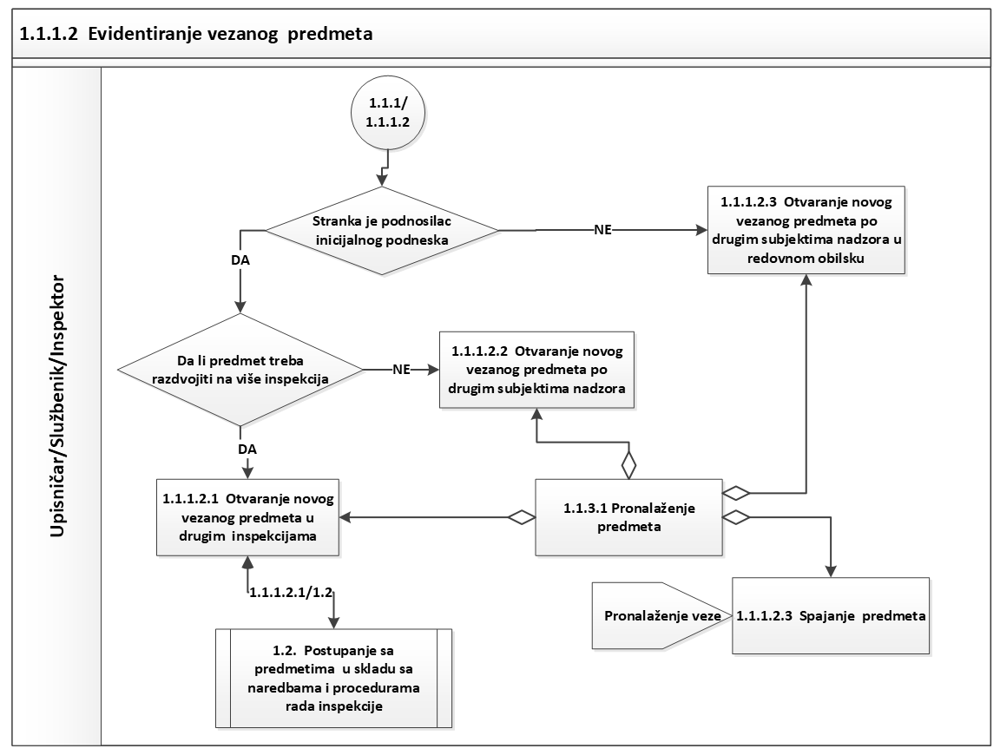 1.1.1.2 Evidentiranje vezanog predmeta
Upisničar/Službenik/Inspektor
1.1.1/
1.1.1.2
Stranka je podnosilac
inicijalnog podneska
NE
1.1.1.2.3 Otvaranje novog
vezanog predmeta po
drugim subjektima nadzora u
redovnom obilsku
DA
Da li predmet treba
razdvojiti na više inspekcija
NE
1.1.1.2.2 Otvaranje novog
vezanog predmeta po
drugim subjektima nadzora
DA
1.1.1.2.1 Otvaranje novog
vezanog predmeta u
drugim inspekcijama
1.1.3.1 Pronalaženje
predmeta
1.1.1.2.1/1.2
Pronalaženje veze
1.1.1.2.3 Spajanje predmeta
1.2. Postupanje sa
predmetima u skladu sa
naredbama i procedurama
rada inspekcije